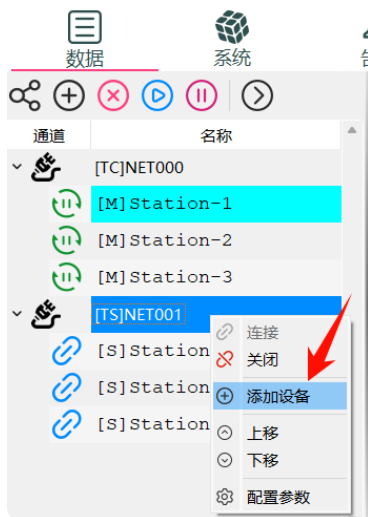 数据
系统
通道
名称
[TC]NET000
[M]Station-1
[M]Station-2
[M]Station-3
[TS]NET001
[S]Station
[S]Station
[S]Station
连接
关闭
添加设备
上移
下移
配置参数